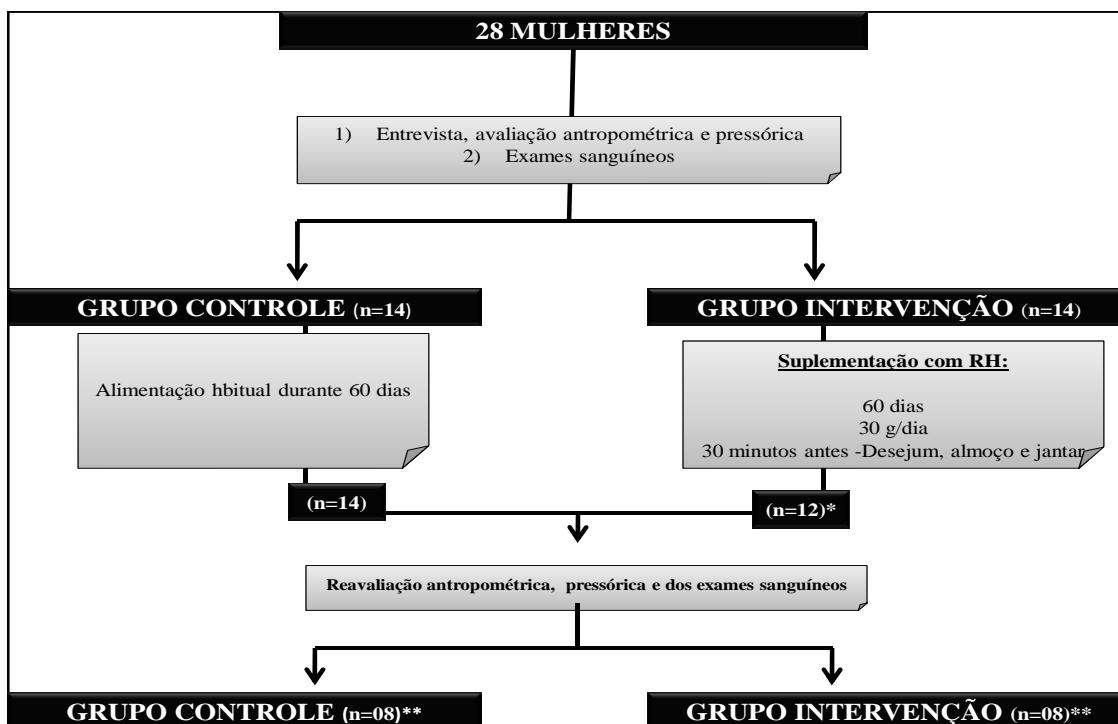 28 MULHERES
1) Entrevista, avaliação antropométrica e pressórica
2) Exames sanguíneos
GRUPO CONTROLE (n=14)
Alimentação hbitual durante 60 dias
(n=14)
GRUPO INTERVENÇÃO (n=14)
Suplementação com RH:
60 dias
30 g/dia
30 minutos antes -Desejum, almoço e jantar
(n=12)*
Reavaliação antropométrica, pressórica e dos exames sanguíneos
GRUPO CONTROLE (n=08)**
GRUPO INTERVENÇÃO (n=08)**